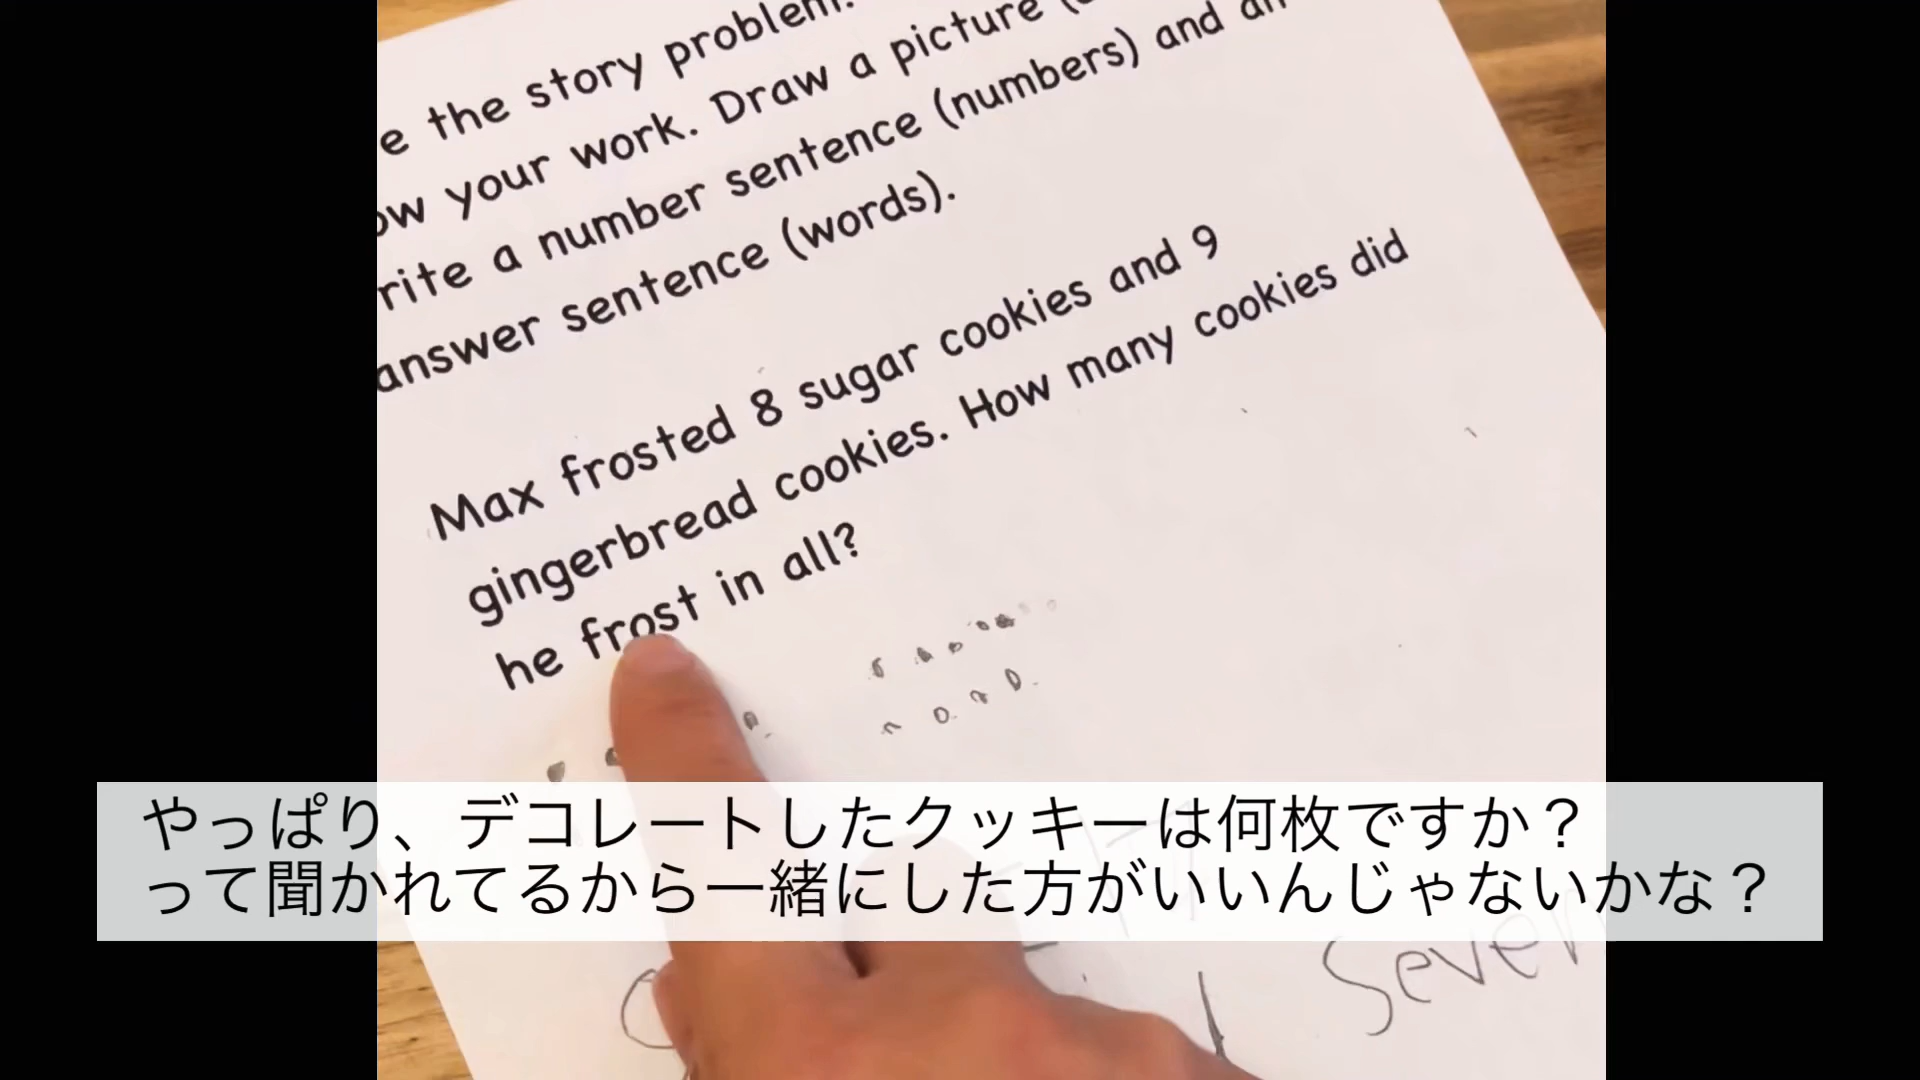 e the story problem.
ow your work. Draw a picture
rite a number sentence (numbers) and an
answer sentence (words).
Max frosted 8 sugar cookies and 9
gingerbread cookies. How many cookies did
he frost in all?
やっぱり、デコレートしたクッキーは何枚ですか？
って聞かれてるから一緒にした方がいいんじゃないかな？
= 17
Seven